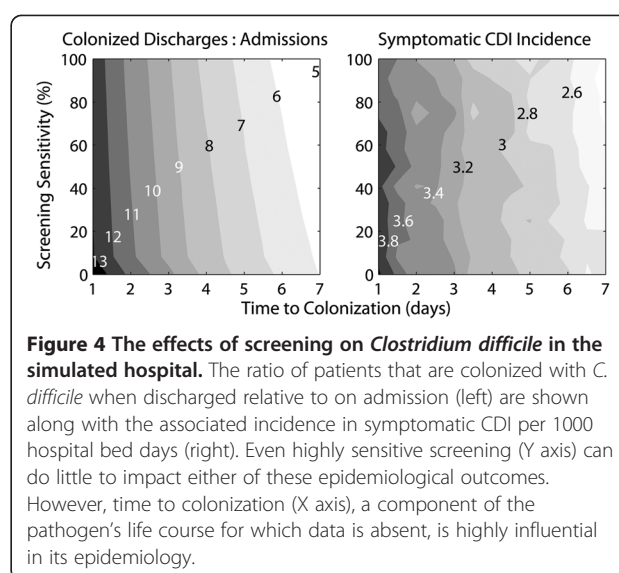 Colonized Discharges : Admissions
Symptomatic CDI Incidence
Screening Sensitivity (%)
100
80
60
40
20
0
5
6
7
8
9
10
11
12
13
1 2 3 4 5 6 7
2.6
2.8
3
3.2
3.4
3.6
3.8
100
80
60
40
20
0
1 2 3 4 5 6 7
Time to Colonization (days)
Figure 4 The effects of screening on Clostridium difficile in the
simulated hospital. The ratio of patients that are colonized with C.
difficile when discharged relative to on admission (left) are shown
along with the associated incidence in symptomatic CDI per 1000
hospital bed days (right). Even highly sensitive screening (Y axis) can
do little to impact either of these epidemiological outcomes.
However, time to colonization (X axis), a component of the
pathogen's life course for which data is absent, is highly influential
in its epidemiology.